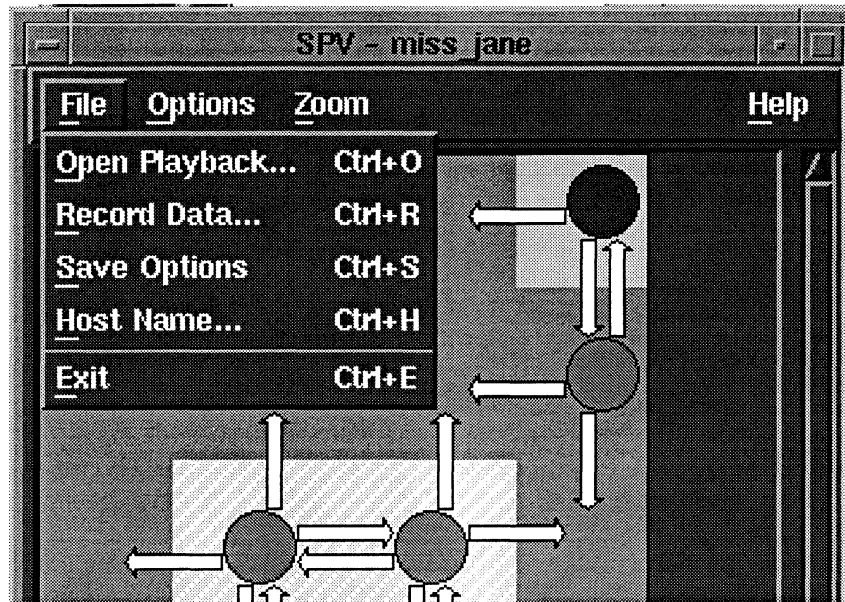 SPV - miss_jane
File Options Zoom Help
Open Playback... Ctrl+O
Record Data... Ctrl+R
Save Options Ctrl+S
Host Name... Ctrl+H
Exit Ctrl+E